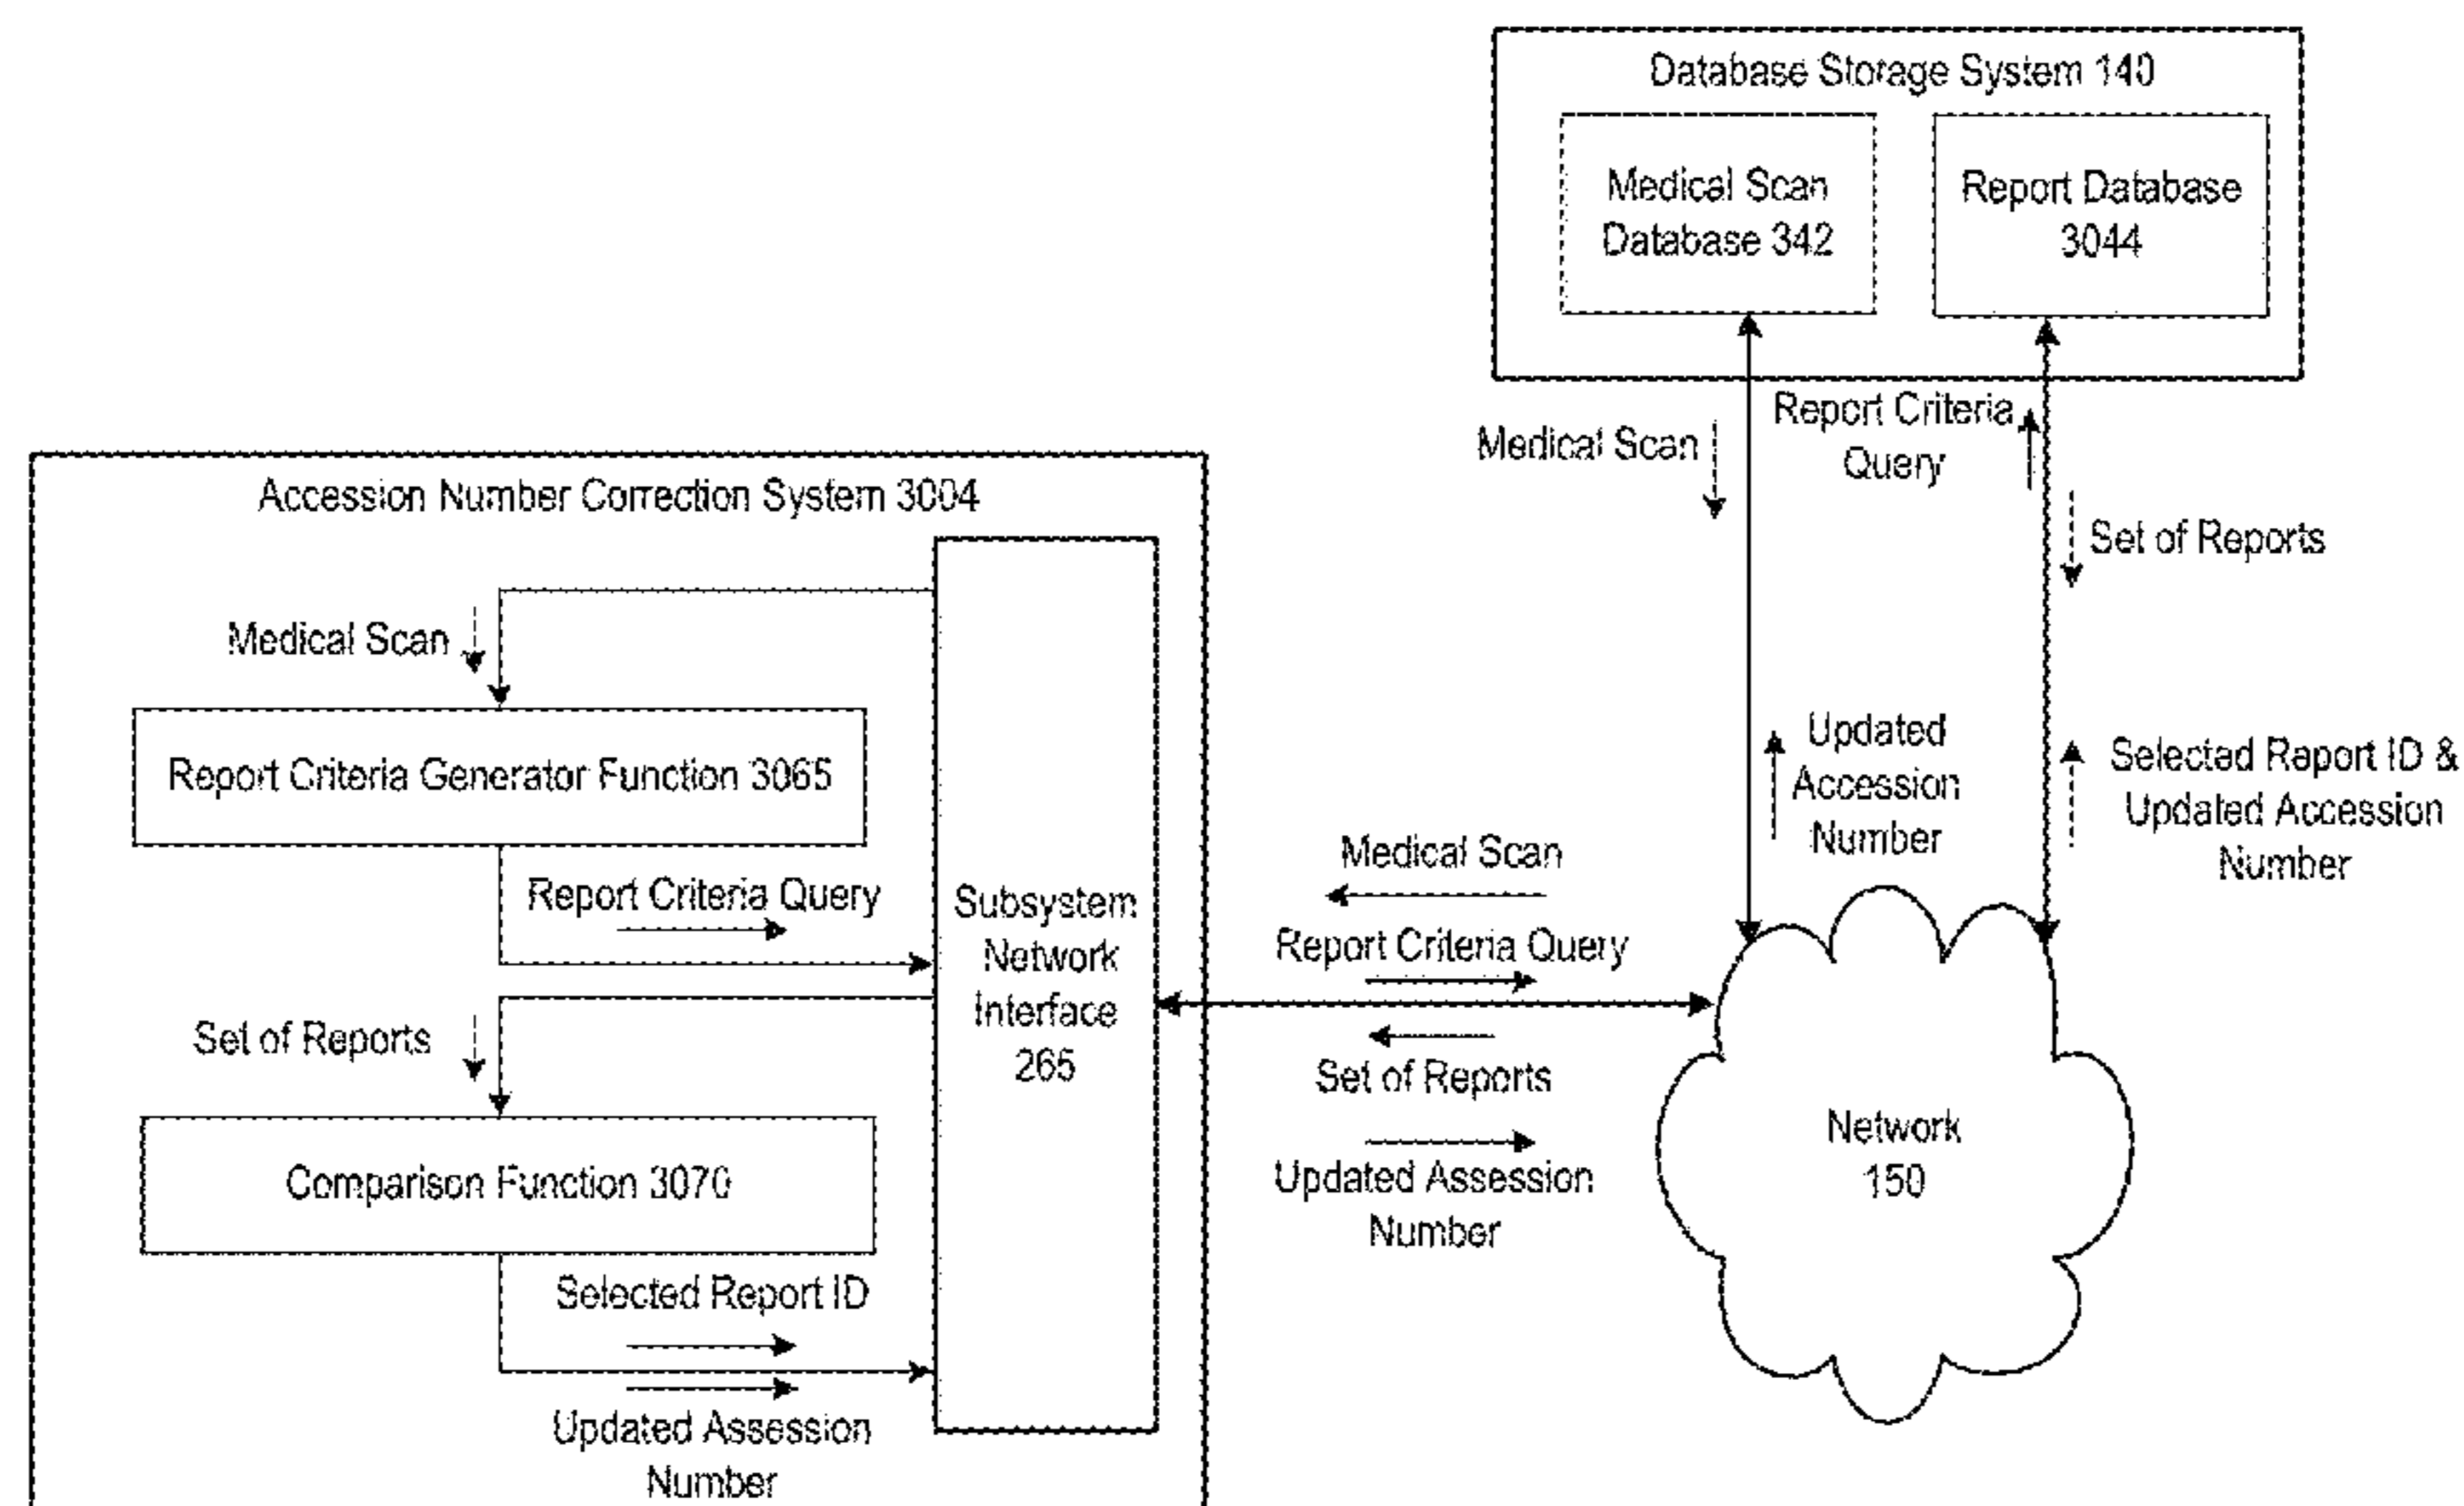 Database Storage System 140
Medical Scan
Database 342
Report Database
3044
Medical Scan
Report Criteria
Query
Set of Reports
Accession Number Correction System 3004
Medical Scan
Report Criteria Generator Function 3065
Report Criteria Query
Set of Reports
Comparison Function 3070
Selected Report ID
Updated Assession
Number
Subsystem
Network
Interface
265
Medical Scan
Report Criteria Query
Set of Reports
Updated Assession
Number
Updated
Accession
Number
Selected Report ID &
Updated Accession
Number
Network
150